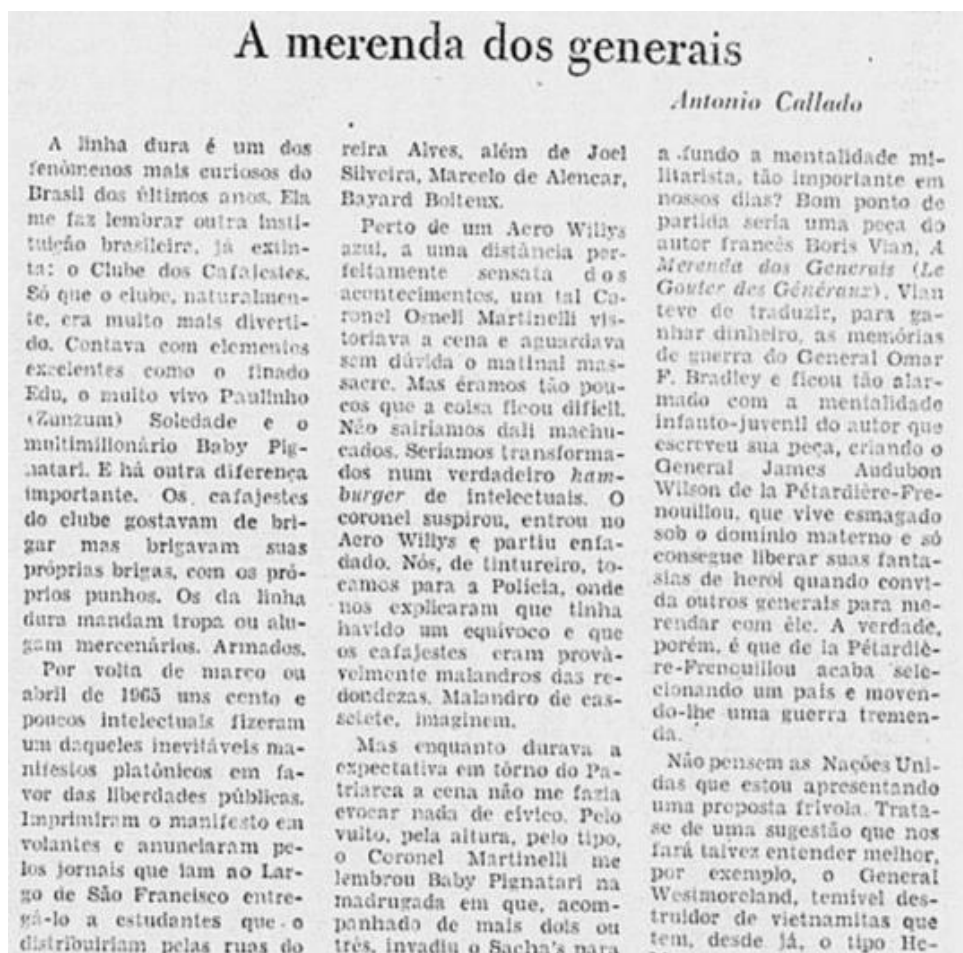 A merenda dos generais
Antonio Callado
A linha dura é um dos
fenômenos mais curiosos do
Brasil dos últimos anos. Ela
me faz lembrar outra insti-
tuição brasileira, já extin-
ta: o Clube dos Cafajestes.
Só que o clube, naturalmen-
te, era muito mais diverti-
do. Contava com elementos
excelentes como o finado
Edu, o muito vivo Paulinho
(Zunzum) Soledade e o
multimilionário Baby Pig-
natari. E há outra diferença
importante. Os cafajestes
do clube gostavam de bri-
gar mas brigavam suas
próprias brigas, com os pró-
prios punhos. Os da linha
dura mandam tropa ou alu-
gam mercenários. Armados.
Por volta de março ou
abril de 1965 uns cento e
poucos intelectuais fizeram
um daqueles inevitáveis ma-
nifestos platônicos em fa-
vor das liberdades públicas.
Imprimiram o manifesto em
volantes e anunciaram pe-
los jornais que iam ao Lar-
go de São Francisco entre-
gá-lo a estudantes que o
distribuiriam pelas ruas do
reira Alves, além de Joel
Silveira, Marcelo de Alencar,
Bayard Boiteux.
Perto de um Aero Willys
azul, a uma distância per-
feitamente sensata dos
acontecimentos, um tal Co-
ronel Osneli Martinelli vis-
toriava a cena e aguardava
sem dúvida o matinal mas-
sacre. Mas éramos tão pou-
cos que a coisa ficou difícil.
Não sairíamos dali machu-
cados. Seríamos transforma-
dos num verdadeiro ham-
burger de intelectuais. O
coronel suspirou, entrou no
Aero Willys e partiu enfa-
dado. Nós, de tintureiro, to-
camos para a Polícia, onde
nos explicaram que tinha
havido um equívoco e que
os cafajestes eram provà-
velmente malandros das re-
dondezas. Malandro de cas-
setete, imaginem.
Mas enquanto durava a
expectativa em tôrno do Pa-
triarca a cena não me fazia
evocar nada de cívico. Pelo
vulto, pela altura, pelo tipo,
o Coronel Martinelli me
lembrou Baby Pignatari na
madrugada em que, acom-
panhado de mais dois ou
três, invadiu o Sacha's para
a fundo a mentalidade mi-
litarista, tão importante em
nossos dias? Bom ponto de
partida seria uma peça do
autor francês Boris Vian, A
Merenda dos Generais (Le
Gouter des Généraux). Vian
teve de traduzir, para ga-
nhar dinheiro, as memórias
de guerra do General Omar
F. Bradley e ficou tão alar-
mado com a mentalidade
infanto-juvenil do autor que
escreveu sua peça, criando o
General James Audubon
Wilson de la Pétardière-Fre-
nouillou, que vive esmagado
sob o domínio materno e só
consegue liberar suas fanta-
sias de herói quando convi-
da outros generais para me-
rendar com êle. A verdade,
porém, é que de la Pétardiè-
re-Frenouillou acaba sele-
cionando um país e moven-
do-lhe uma guerra tremen-
da.
Não pensem as Nações Uni-
das que estou apresentando
uma proposta frívola. Trata-
se de uma sugestão que nos
fará talvez entender melhor,
por exemplo, o General
Westmoreland, temível des-
truidor de vietnamitas que
tem, desde já, o tipo He-